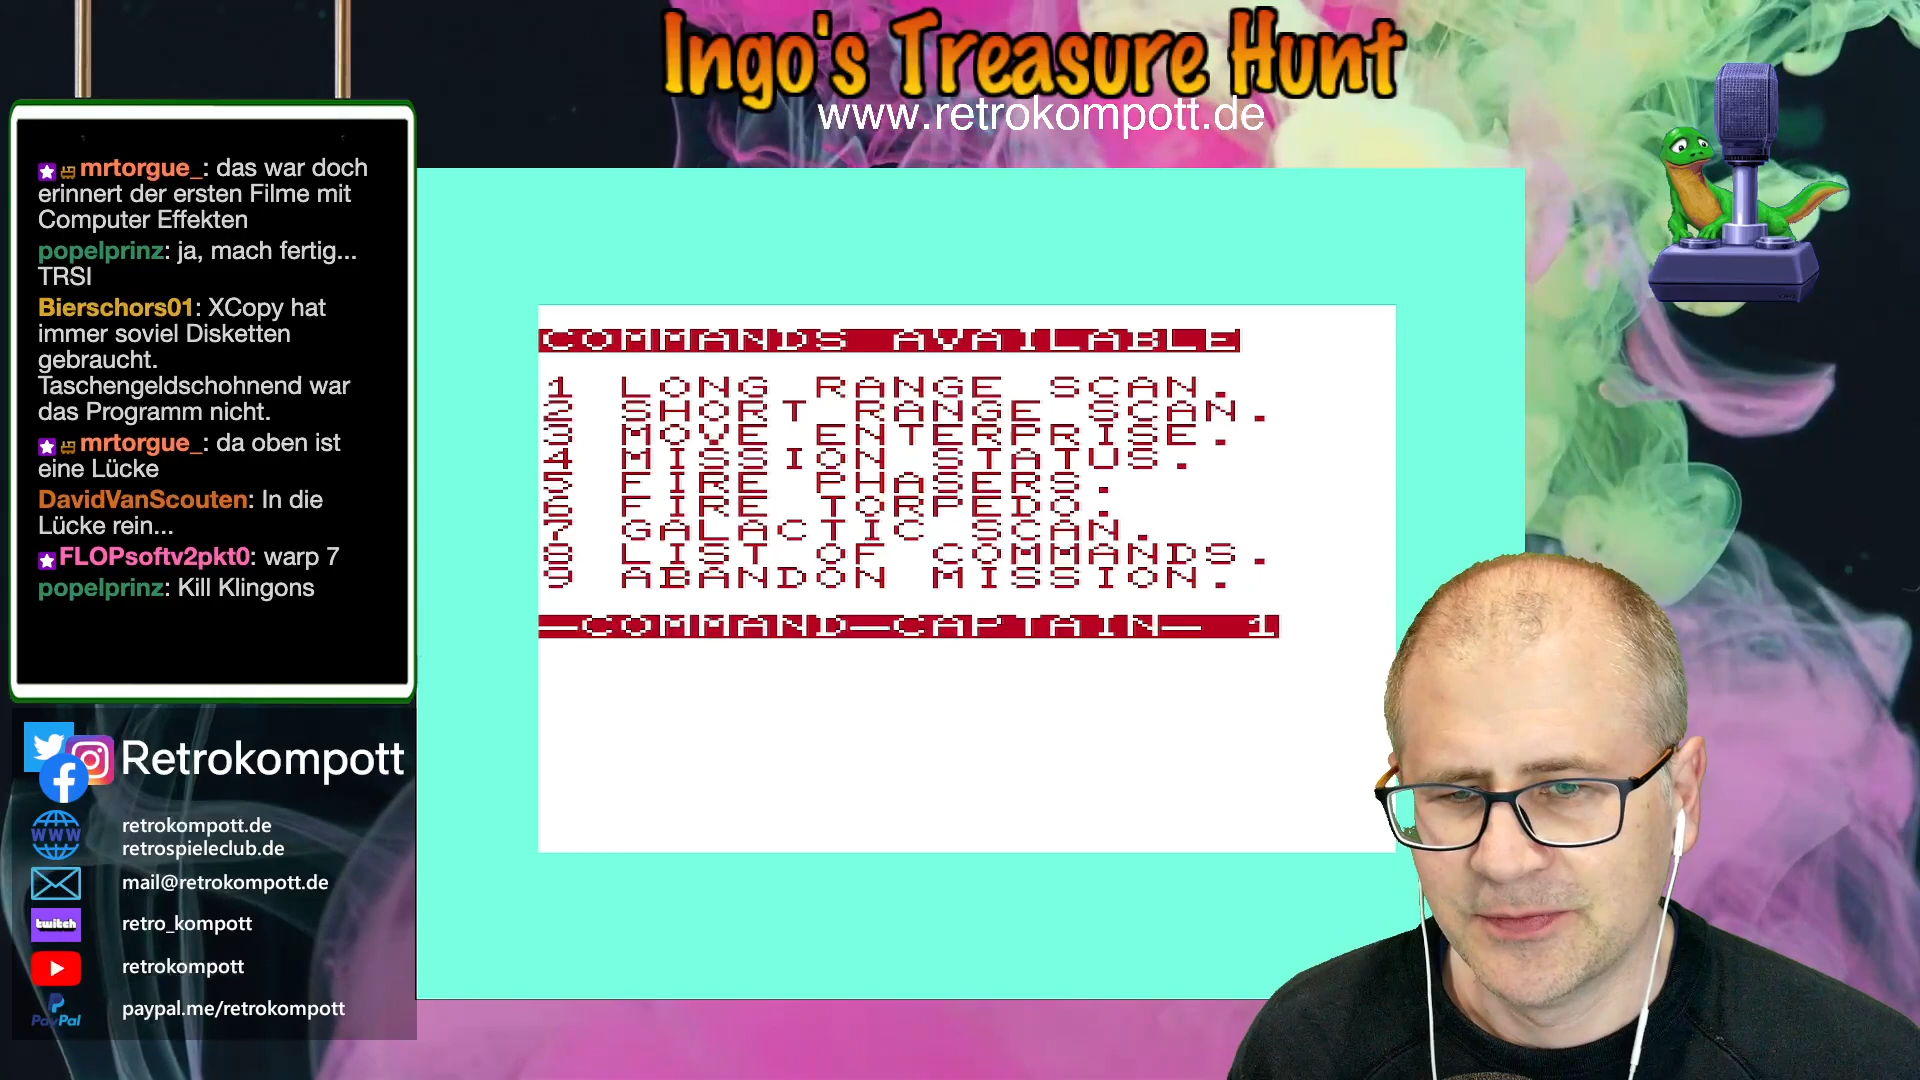 Ingo's Treasure Hunt
www.retrokompott.de
mrtorgue_: das war doch
erinnert der ersten Filme mit
Computer Effekten
popelprinz: ja, mach fertig...
TRSI
Bierschors01: XCopy hat
immer soviel Disketten
gebraucht.
Taschengeldschohnend war
das Programm nicht.
mrtorgue_: da oben ist
eine Lücke
DavidVanScouten: In die
Lücke rein...
FLOPsoftv2pkt0: warp 7
popelprinz: Kill Klingons
COMMANDS AVAILABLE
1 LONG RANGE SCAN.
2 SHORT RANGE SCAN.
3 MOVE ENTERPRISE.
4 MISSION STATUS.
5 FIRE PHASERS.
6 FIRE TORPEDO.
7 GALACTIC SCAN.
8 LIST OF COMMANDS.
9 ABANDON MISSION.
—COMMAND—CAPTAIN— 1
Retrokompott
WWW
retrokompott.de
retrospieleclub.de
mail@retrokompott.de
twitch
retro_kompott
retrokompott
PayPal
paypal.me/retrokompott